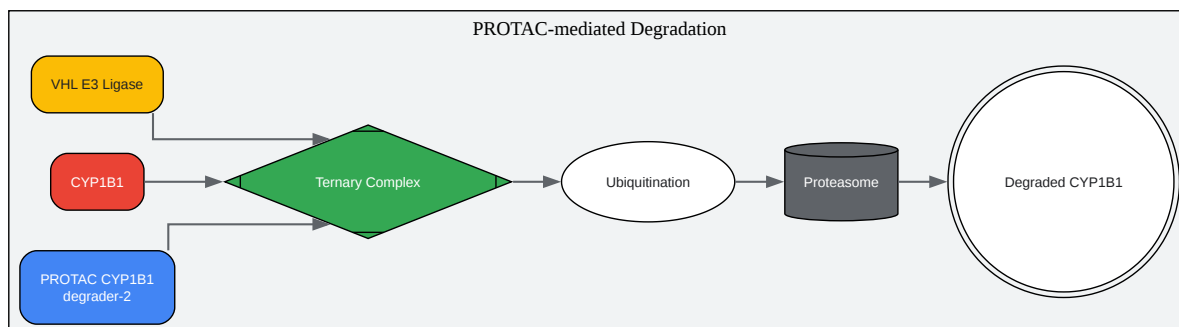 PROTAC-mediated Degradation
VHL E3 Ligase
CYP1B1
PROTAC CYP1B1
degrader-2
Ternary Complex
Ubiquitination
Proteasome
Degraded CYP1B1